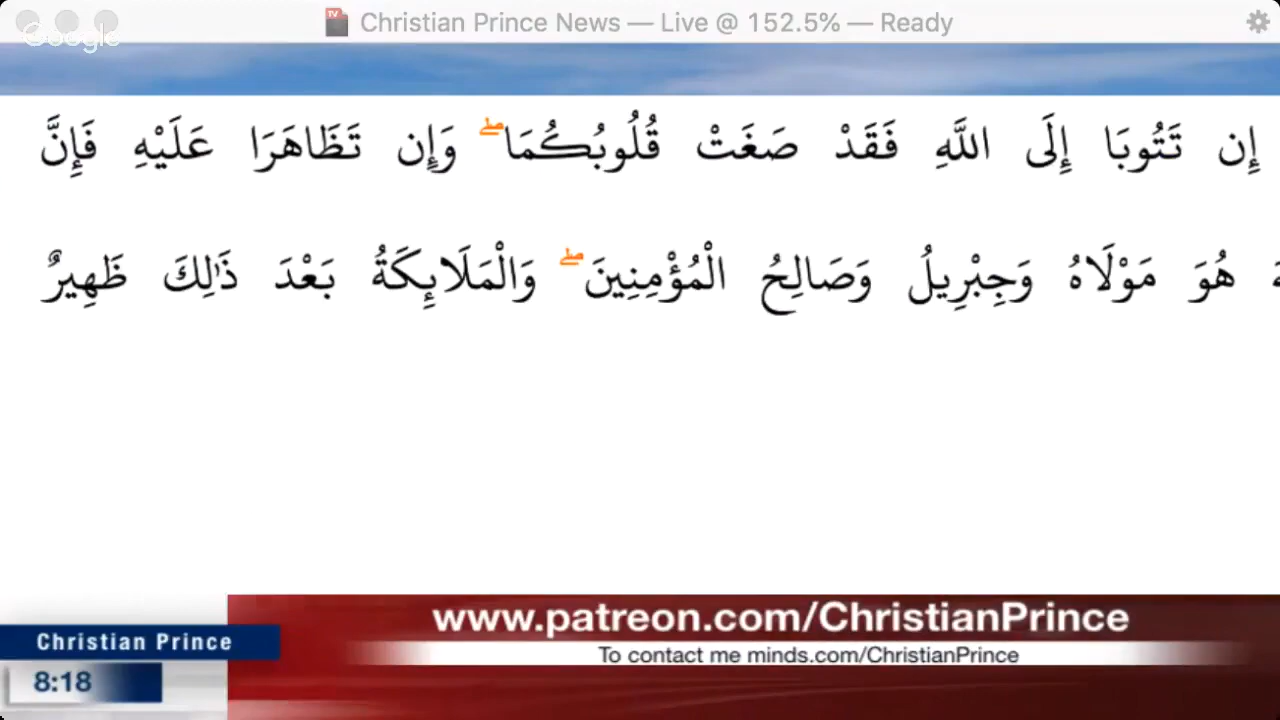 Google
Christian Prince News — Live @ 152.5% — Ready
إِن تَتُوبَا إِلَى اللَّهِ فَقَدْ صَغَتْ قُلُوبُكُمَا ۖ وَإِن تَظَاهَرَا عَلَيْهِ فَإِنَّ
هُوَ مَوْلَاهُ وَجِبْرِيلُ وَصَالِحُ الْمُؤْمِنِينَ ۖ وَالْمَلَائِكَةُ بَعْدَ ذَٰلِكَ ظَهِيرٌ
www.patreon.com/ChristianPrince
Christian Prince
To contact me minds.com/ChristianPrince
8:18